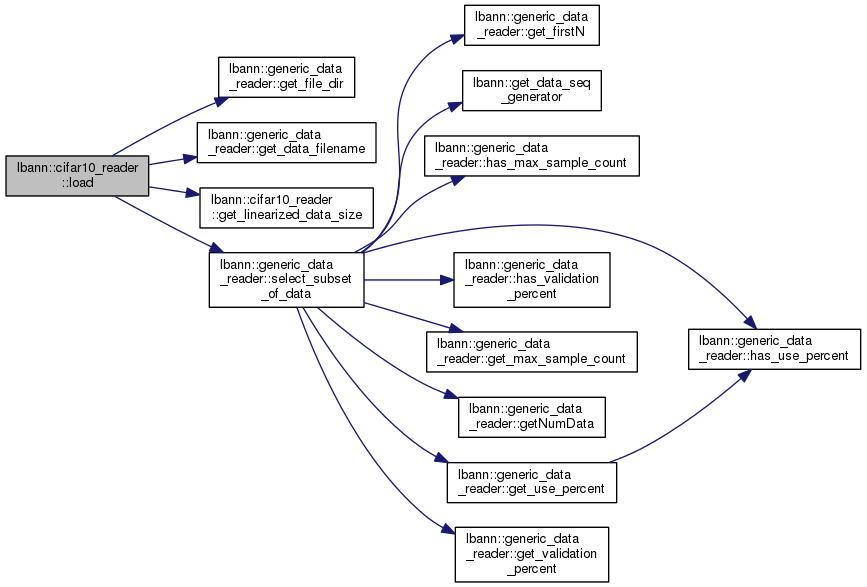 lbann::cifar10_reader
::load
lbann::generic_data
_reader::get_file_dir
lbann::generic_data
_reader::get_data_filename
lbann::cifar10_reader
::get_linearized_data_size
lbann::generic_data
_reader::select_subset
_of_data
lbann::generic_data
_reader::get_firstN
lbann::get_data_seq
_generator
lbann::generic_data
_reader::has_max_sample_count
lbann::generic_data
_reader::has_validation
_percent
lbann::generic_data
_reader::get_max_sample_count
lbann::generic_data
_reader::getNumData
lbann::generic_data
_reader::get_use_percent
lbann::generic_data
_reader::get_validation
_percent
lbann::generic_data
_reader::has_use_percent